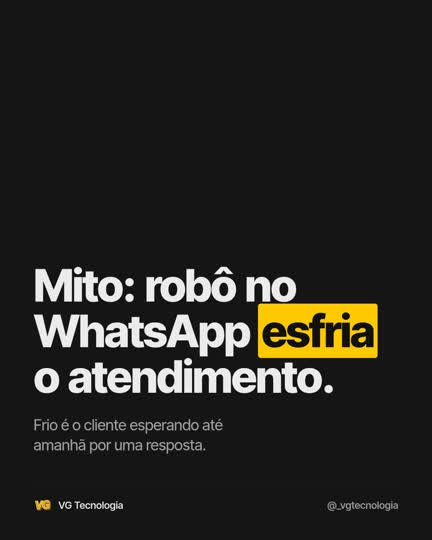 Mito: robô no
WhatsApp esfria
o atendimento.
Frio é o cliente esperando até
amanhã por uma resposta.
VG VG Tecnologia
@_vgtecnologia